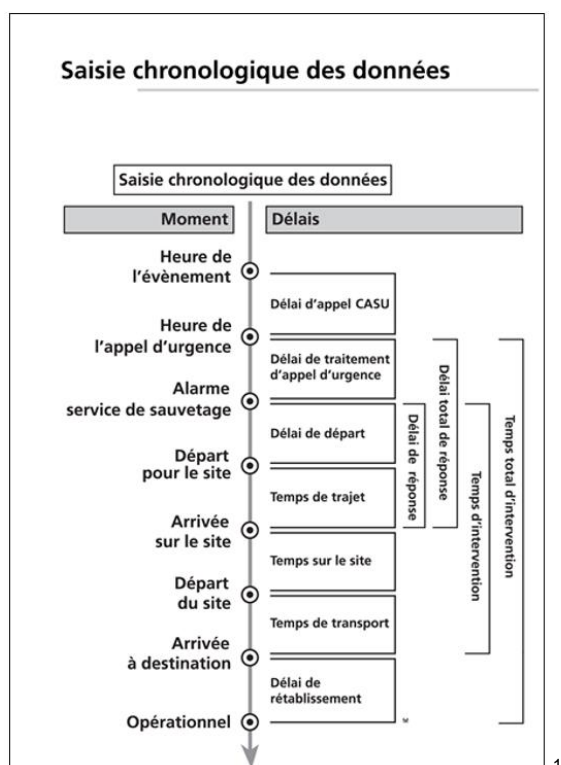 Saisie chronologique des données
Saisie chronologique des données
Moment
Délais
Heure de
l'évènement
Délai d'appel CASU
Heure de
l'appel d'urgence
Délai de traitement
d'appel d'urgence
Alarme
service de sauvetage
Délai de départ
Départ
pour le site
Temps de trajet
Arrivée
sur le site
Temps sur le site
Départ
du site
Temps de transport
Arrivée
à destination
Délai de
rétablissement
Opérationnel
Délai de réponse
Délai total de réponse
Temps d'intervention
Temps total d'intervention
1